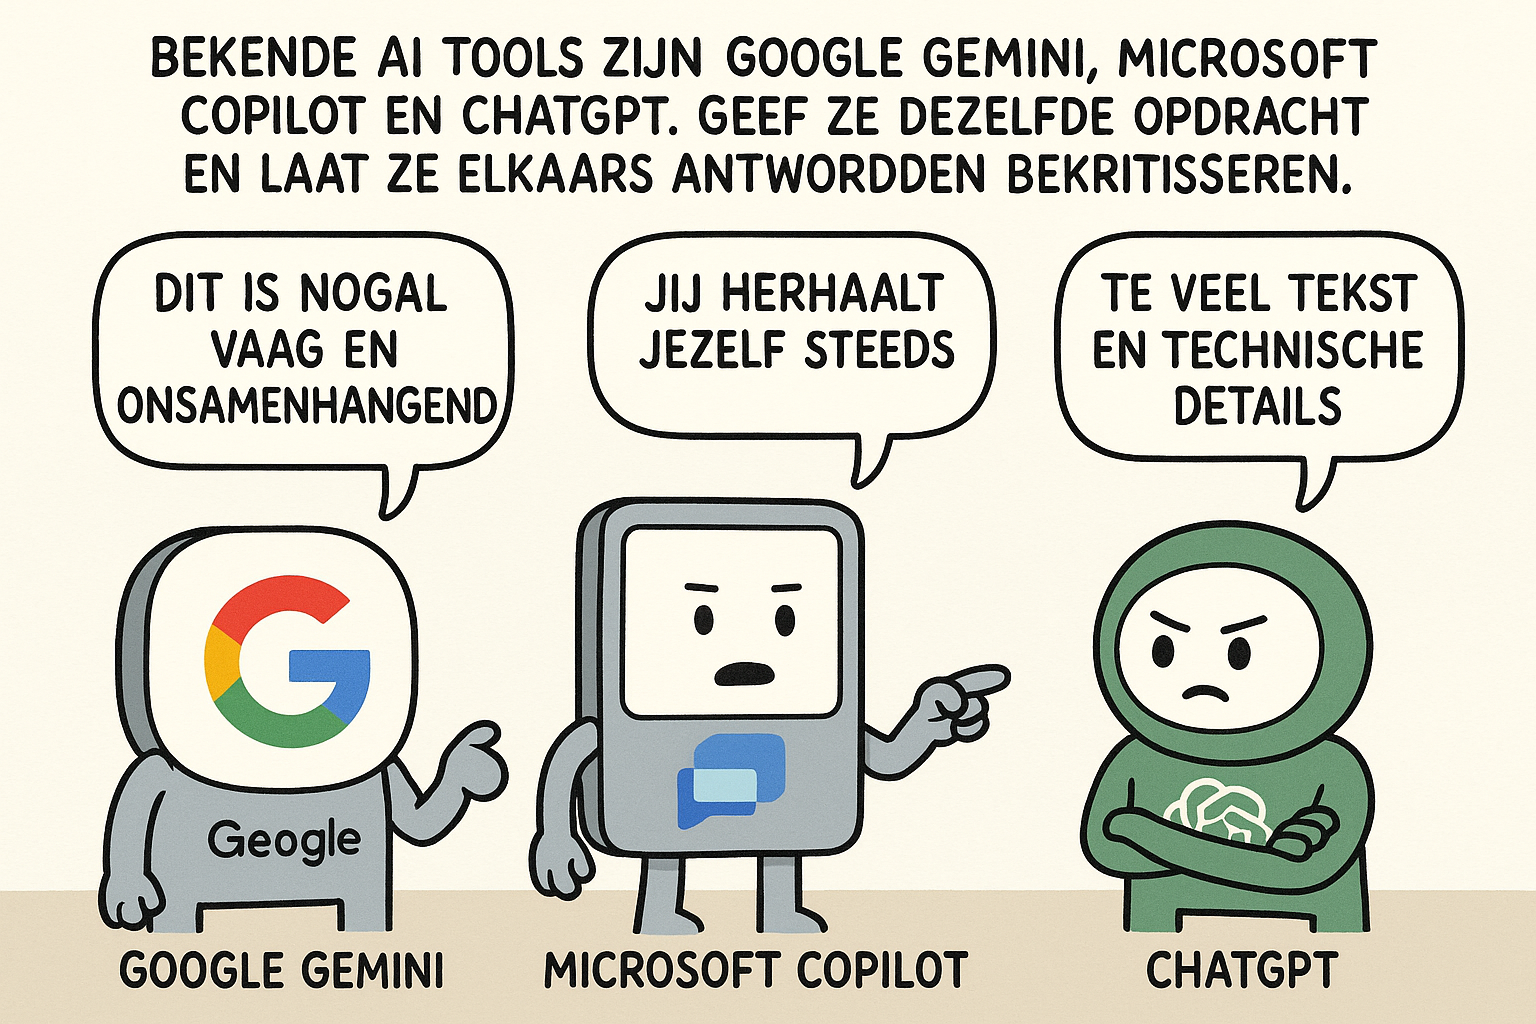 BEKENDE AI TOOLS ZIJN GOOGLE GEMINI, MICROSOFT
COPILOT EN CHATGPT. GEEF ZE DEZELFDE OPDRACHT
EN LAAT ZE ELKAARS ANTWORDDEN BEKRITISSEREN.
DIT IS NOGAL
VAAG EN
ONSAMENHANGEND
JIJ HERHAALT
JEZELF STEEDS
TE VEEL TEKST
EN TECHNISCHE
DETAILS
G
Geogle
GOOGLE GEMINI
MICROSOFT COPILOT
CHATGPT